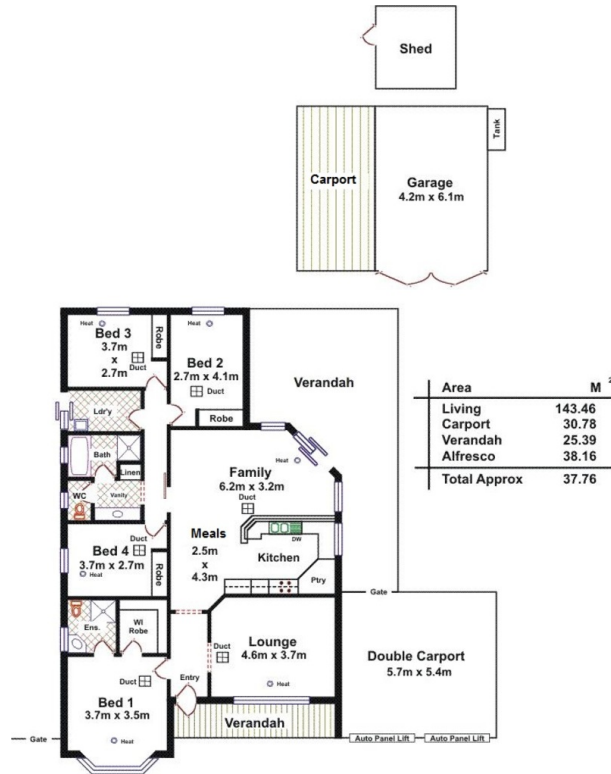 Shed
Tank
Carport
Garage
4.2m x 6.1m
Heat
Bed 3
3.7m
x
2.7m
Duct
Robe
Heat
Bed 2
2.7m x 4.1m
Duct
Robe
Verandah
Area M²
Living 143.46
Carport 30.78
Verandah 25.39
Alfresco 38.16
Total Approx 37.76
Ldr'y
Bath
Linen
WC
Vanity
Family
6.2m x 3.2m
Heat
Duct
Meals
2.5m
x
4.3m
DW
Kitchen
Ptry
Duct
Bed 4
3.7m x 2.7m
Heat
Robe
Gate
Ens.
WI
Robe
Lounge
4.6m x 3.7m
Duct
Heat
Double Carport
5.7m x 5.4m
Entry
Duct
Bed 1
3.7m x 3.5m
Heat
Verandah
Gate
Auto Panel Lift
Auto Panel Lift